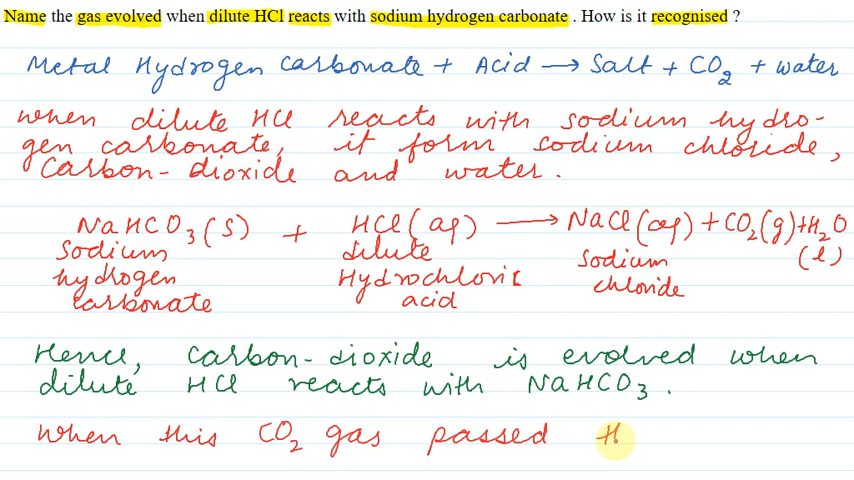 Name the gas evolved when dilute HCl reacts with sodium hydrogen carbonate . How is it recognised ?
Metal Hydrogen Carbonate + Acid → Salt + CO2 + water
When dilute HCl reacts with sodium hydro-
gen carbonate, it form sodium chloride,
Carbon-dioxide and water.
NaHCO3(s) + HCl(aq) → NaCl(aq) + CO2(g) + H2O
Sodium dilute Sodium (l)
hydrogen Hydrochloric chloride
carbonate acid
Hence, carbon-dioxide is evolved when
dilute HCl reacts with NaHCO3.
When this CO2 gas passed